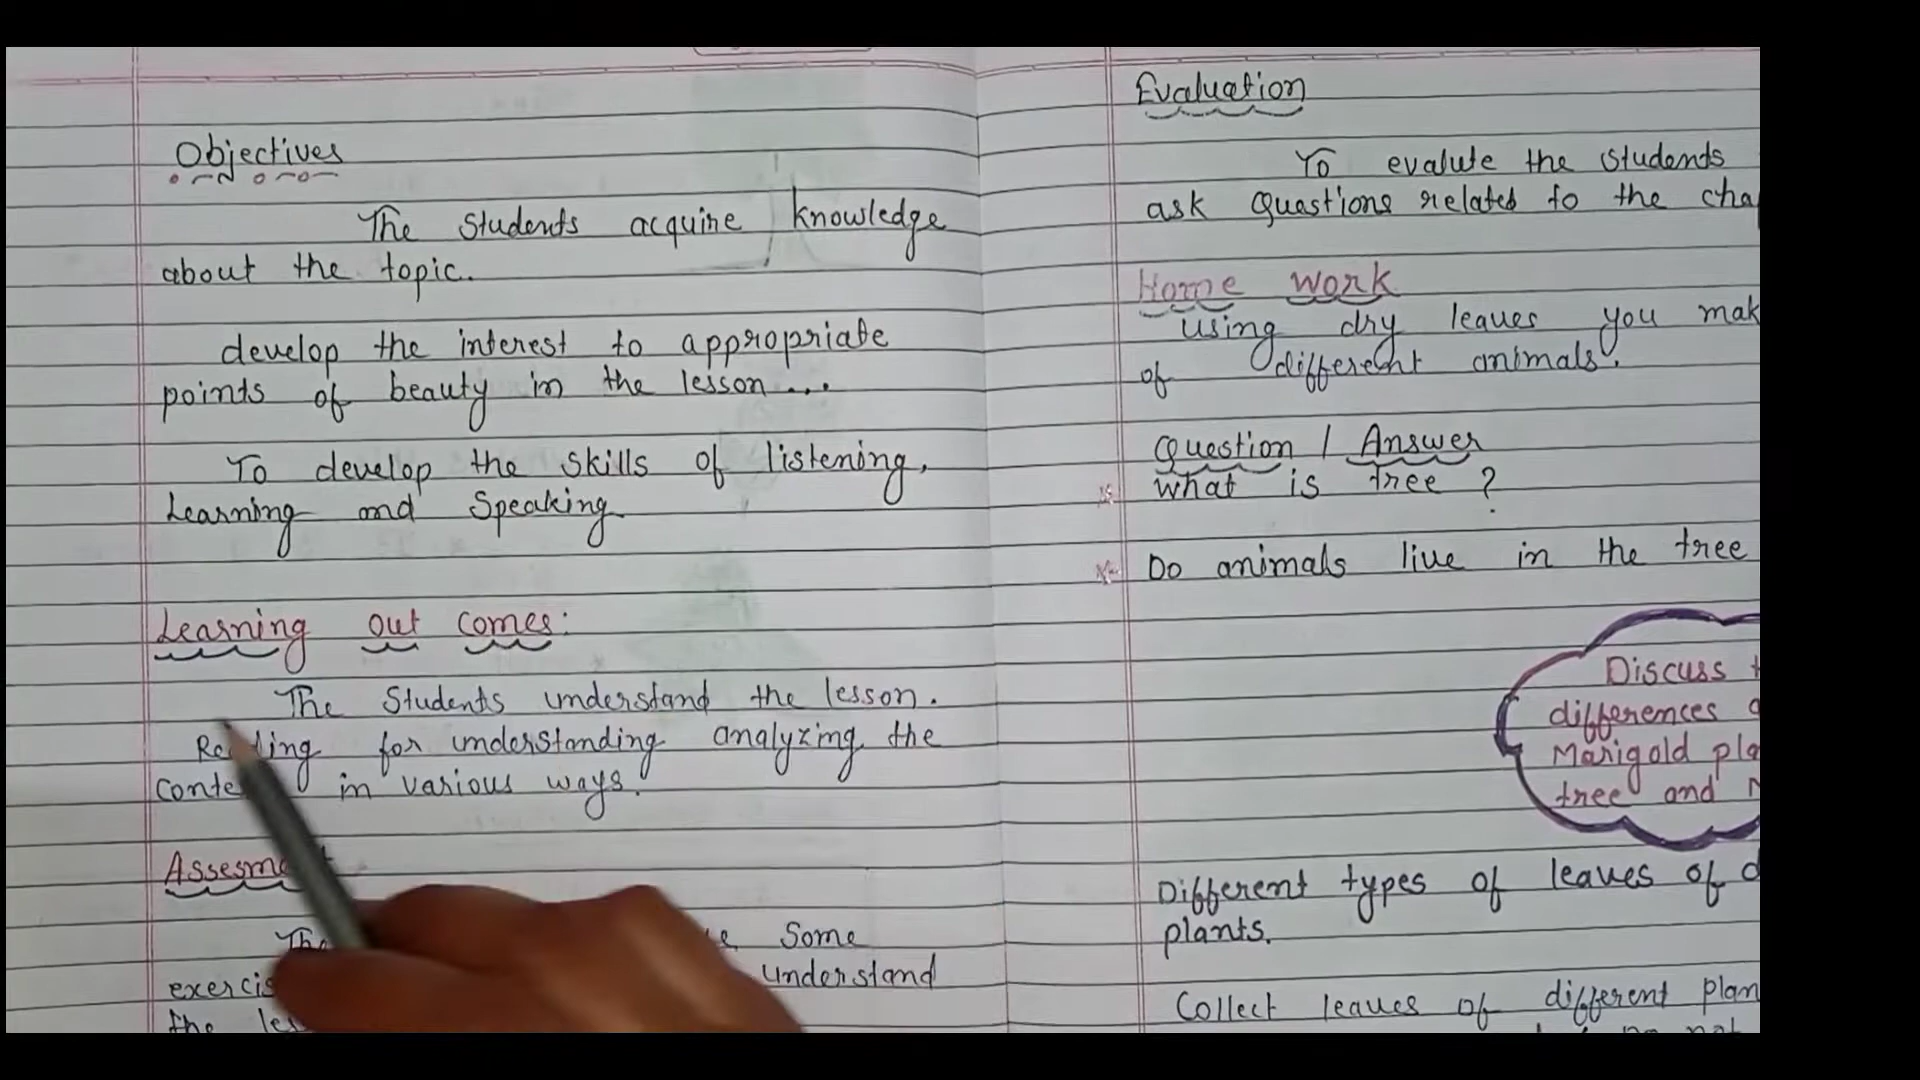 Objectives
The Students acquire knowledge
about the topic.
develop the interest to appropriate
points of beauty in the lesson...
To develop the skills of listening,
Learning and Speaking
Learning out comes:
The Students understand the lesson.
Reading for understanding analyzing the
in various ways.
The Some
understand
the
Evaluation
To evalute the students
ask Questions related to the
Home work
using dry leaves you
of different animals.
Question / Answer
what is tree ?
Do animals live in the tree
Discuss
differences
Marigold
tree and
Different types of leaves of
plants.
Collect leaves of different
not